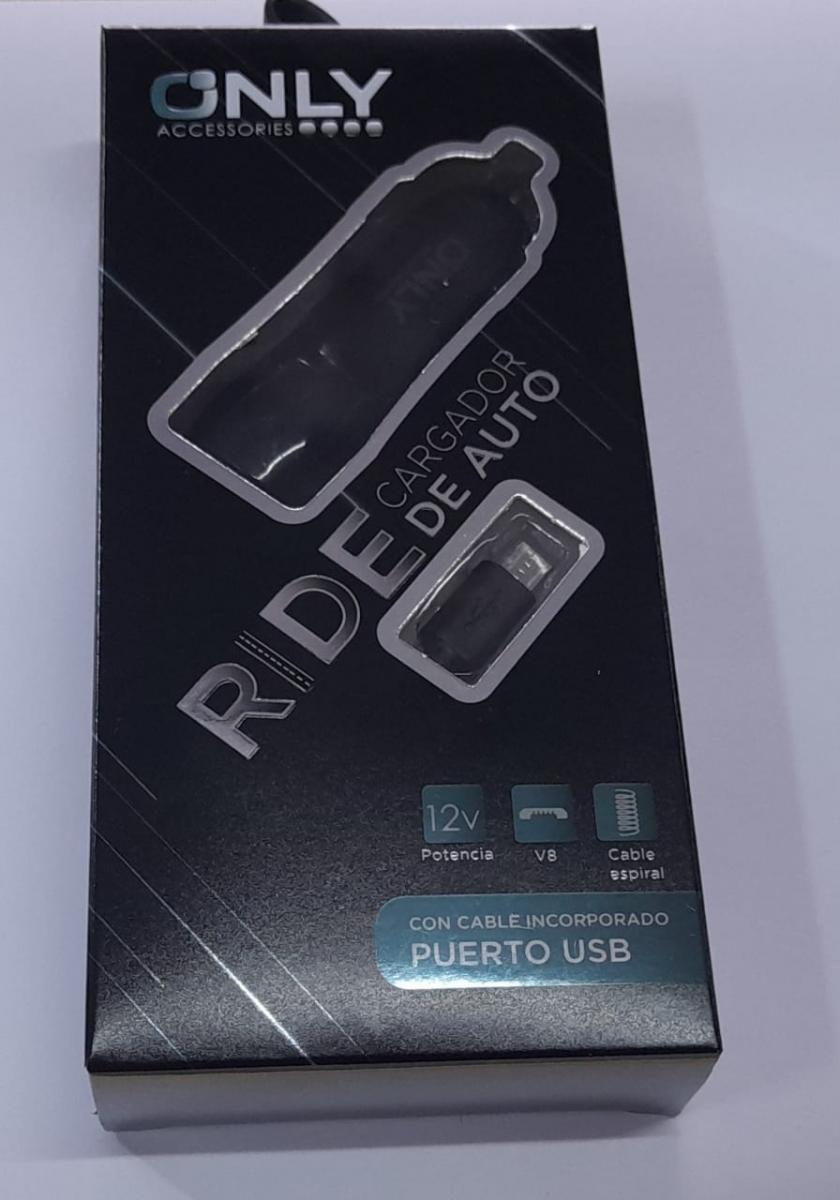 ONLY
ACCESSORIES
ONLY
RIDE
CARGADOR
DE AUTO
12v
Potencia
V8
Cable
espiral
CON CABLE INCORPORADO
PUERTO USB